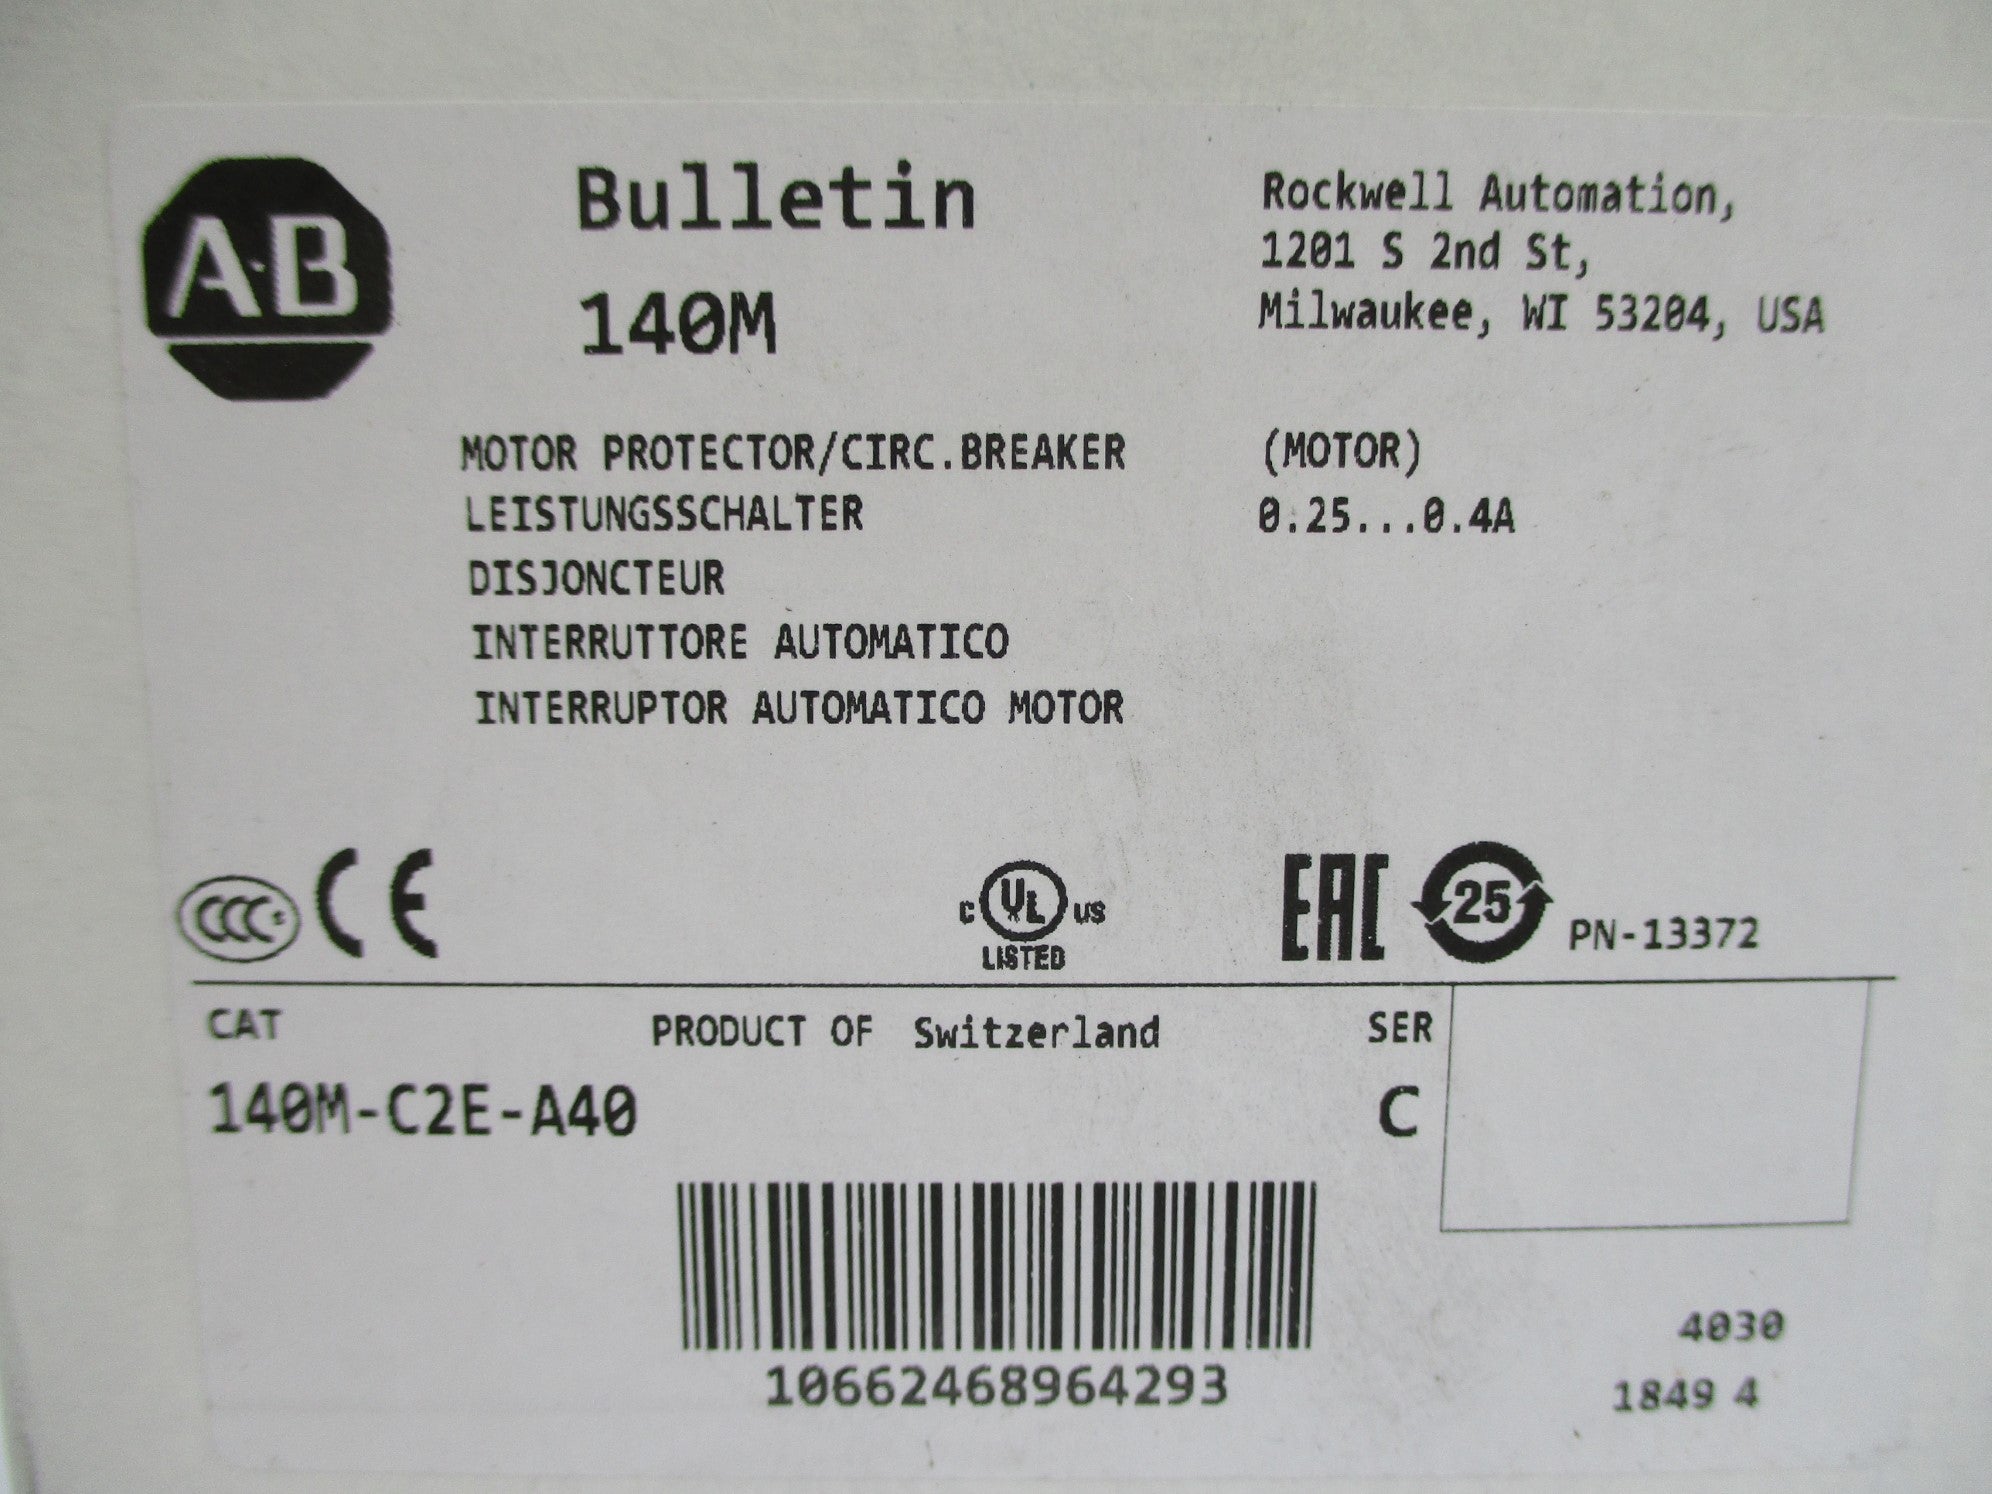 AB
Bulletin
140M
Rockwell Automation,
1201 S 2nd St,
Milwaukee, WI 53204, USA
MOTOR PROTECTOR/CIRC.BREAKER
LEISTUNGSSCHALTER
DISJONCTEUR
INTERRUTTORE AUTOMATICO
INTERRUPTOR AUTOMATICO MOTOR
(MOTOR)
0.25...0.4A
CCC CE
C UL US
LISTED
EAC 25 PN-13372
CAT PRODUCT OF Switzerland SER
140M-C2E-A40 C
10662468964293
4030
1849 4